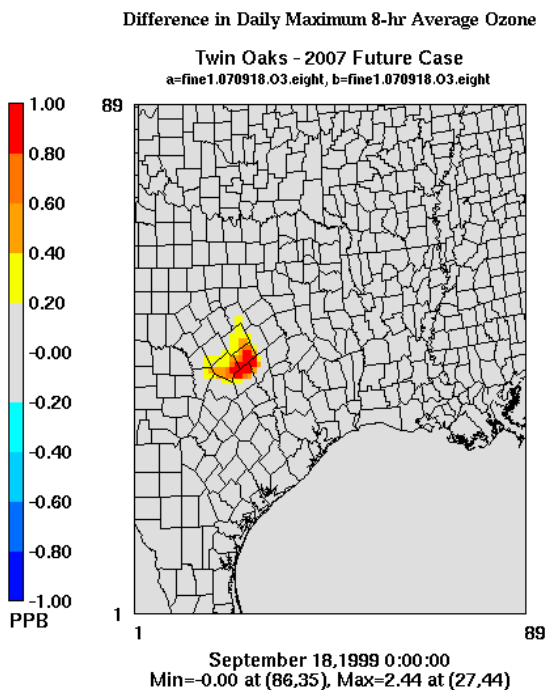 Difference in Daily Maximum 8-hr Average Ozone
Twin Oaks - 2007 Future Case
a=fine1.070918.O3.eight, b=fine1.070918.O3.eight
1.00
0.80
0.60
0.40
0.20
-0.00
-0.20
-0.40
-0.60
-0.80
-1.00
PPB
89
1
1
89
September 18,1999 0:00:00
Min=-0.00 at (86,35), Max=2.44 at (27,44)